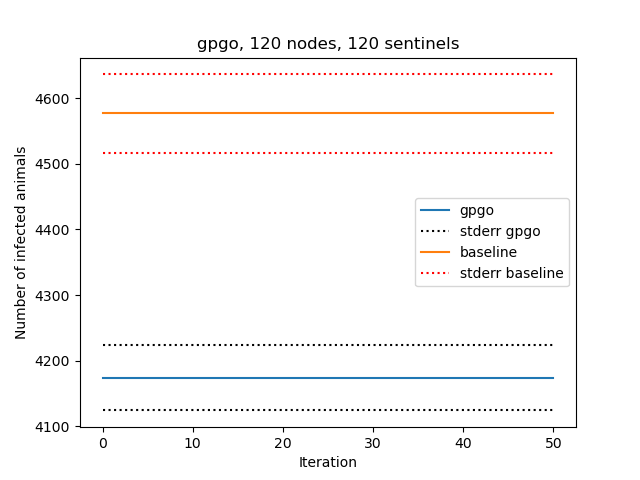 gpgo, 120 nodes, 120 sentinels
Number of infected animals
4600
4500
4400
4300
4200
4100
gpgo
stderr gpgo
baseline
stderr baseline
0 10 20 30 40 50
Iteration